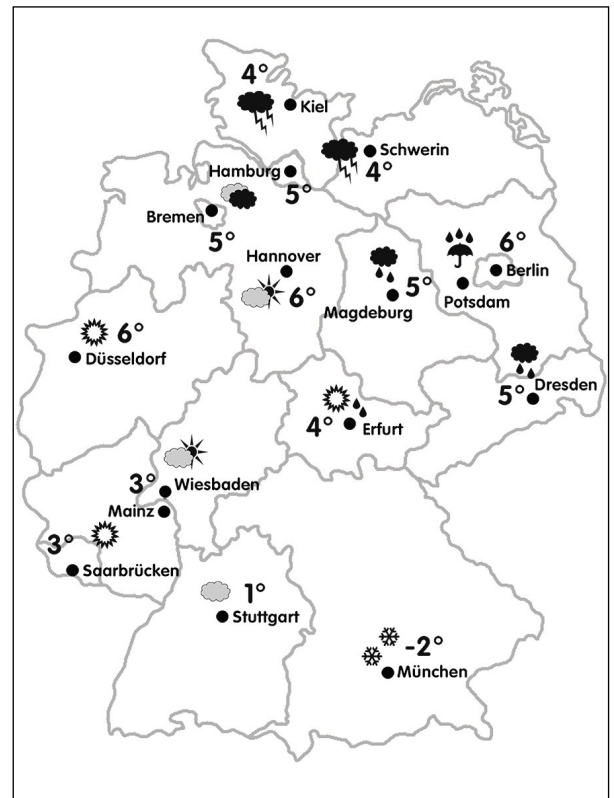 4°
Kiel
Schwerin
4°
Hamburg
5°
Bremen
5°
Hannover
6°
6°
Berlin
Potsdam
5°
Magdeburg
6°
Düsseldorf
Dresden
5°
4°
Erfurt
3°
Wiesbaden
Mainz
3°
Saarbrücken
1°
Stuttgart
-2°
München